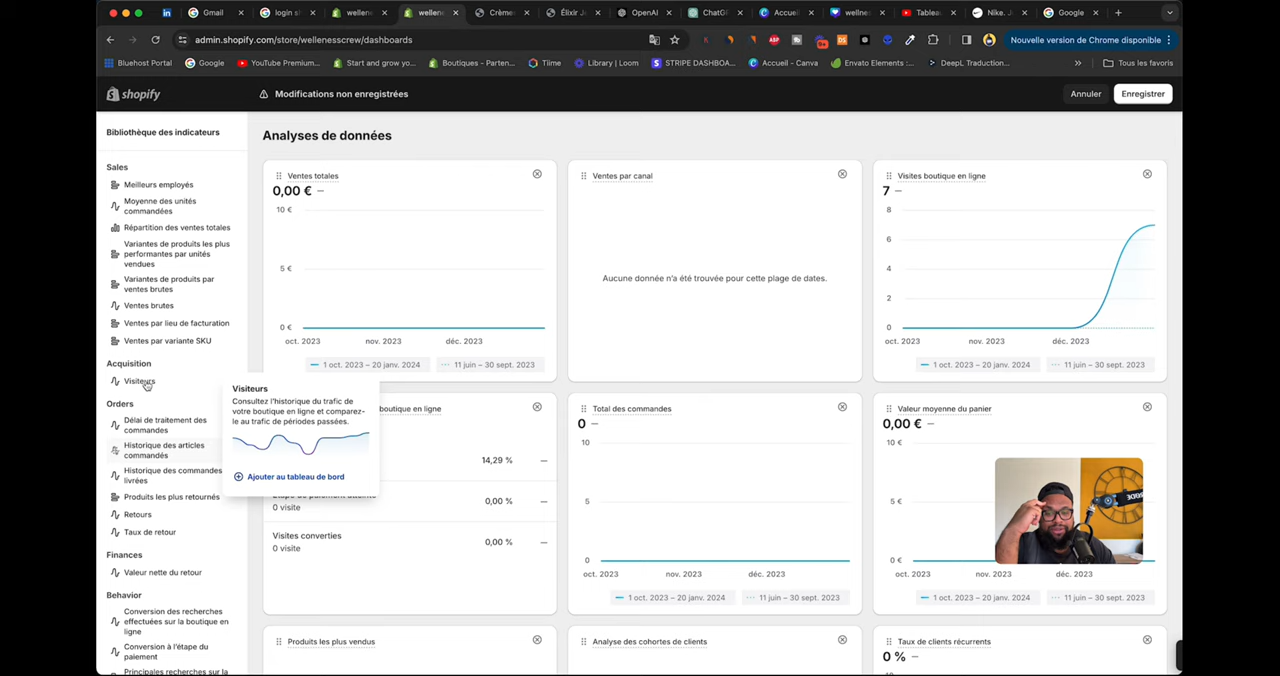 Gmail
login s
wellene
wellene
Crème
Élixir J
OpenAI
ChatG
Accueil
wellnes
Tableau
Nike. J
Google
admin.shopify.com/store/wellenesscrew/dashboards
Nouvelle version de Chrome disponible
Bluehost Portal
Google
YouTube Premium...
Start and grow yo...
Boutiques - Parten...
Tiime
Library | Loom
STRIPE DASHBOA...
Accueil - Canva
Envato Elements :...
DeepL Traduction...
Tous les favoris
shopify
Modifications non enregistrées
Annuler
Enregistrer
Bibliothèque des indicateurs
Sales
Meilleurs employés
Moyenne des unités
commandées
Répartition des ventes totales
Variantes de produits les plus
performantes par unités
vendues
Variantes de produits par
ventes brutes
Ventes brutes
Ventes par lieu de facturation
Ventes par variante SKU
Acquisition
Visiteurs
Orders
Délai de traitement des
commandes
Historique des articles
commandés
Historique des commandes
livrées
Produits les plus retournés
Retours
Taux de retour
Finances
Valeur nette du retour
Behavior
Conversion des recherches
effectuées sur la boutique en
ligne
Conversion à l'étape du
paiement
Principales recherches sur la
Visiteurs
Consultez l'historique du trafic de
votre boutique en ligne et comparez-
le au trafic de périodes passées.
Ajouter au tableau de bord
Analyses de données
Ventes totales
0,00 € –
10 €
5 €
0 €
oct. 2023 nov. 2023 déc. 2023
1 oct. 2023 – 20 janv. 2024 11 juin – 30 sept. 2023
Ventes par canal
Aucune donnée n'a été trouvée pour cette plage de dates.
Visites boutique en ligne
7 –
8
6
4
2
0
oct. 2023 nov. 2023 déc. 2023
1 oct. 2023 – 20 janv. 2024 11 juin – 30 sept. 2023
boutique en ligne
14,29 % –
0,00 % –
0 visite
Visites converties
0,00 % –
0 visite
Total des commandes
0 –
10
5
0
oct. 2023 nov. 2023 déc. 2023
1 oct. 2023 – 20 janv. 2024 11 juin – 30 sept. 2023
Valeur moyenne du panier
0,00 € –
10 €
5 €
0 €
oct. 2023 nov. 2023 déc. 2023
1 oct. 2023 – 20 janv. 2024 11 juin – 30 sept. 2023
Produits les plus vendus
Analyse des cohortes de clients
Taux de clients récurrents
0 % –